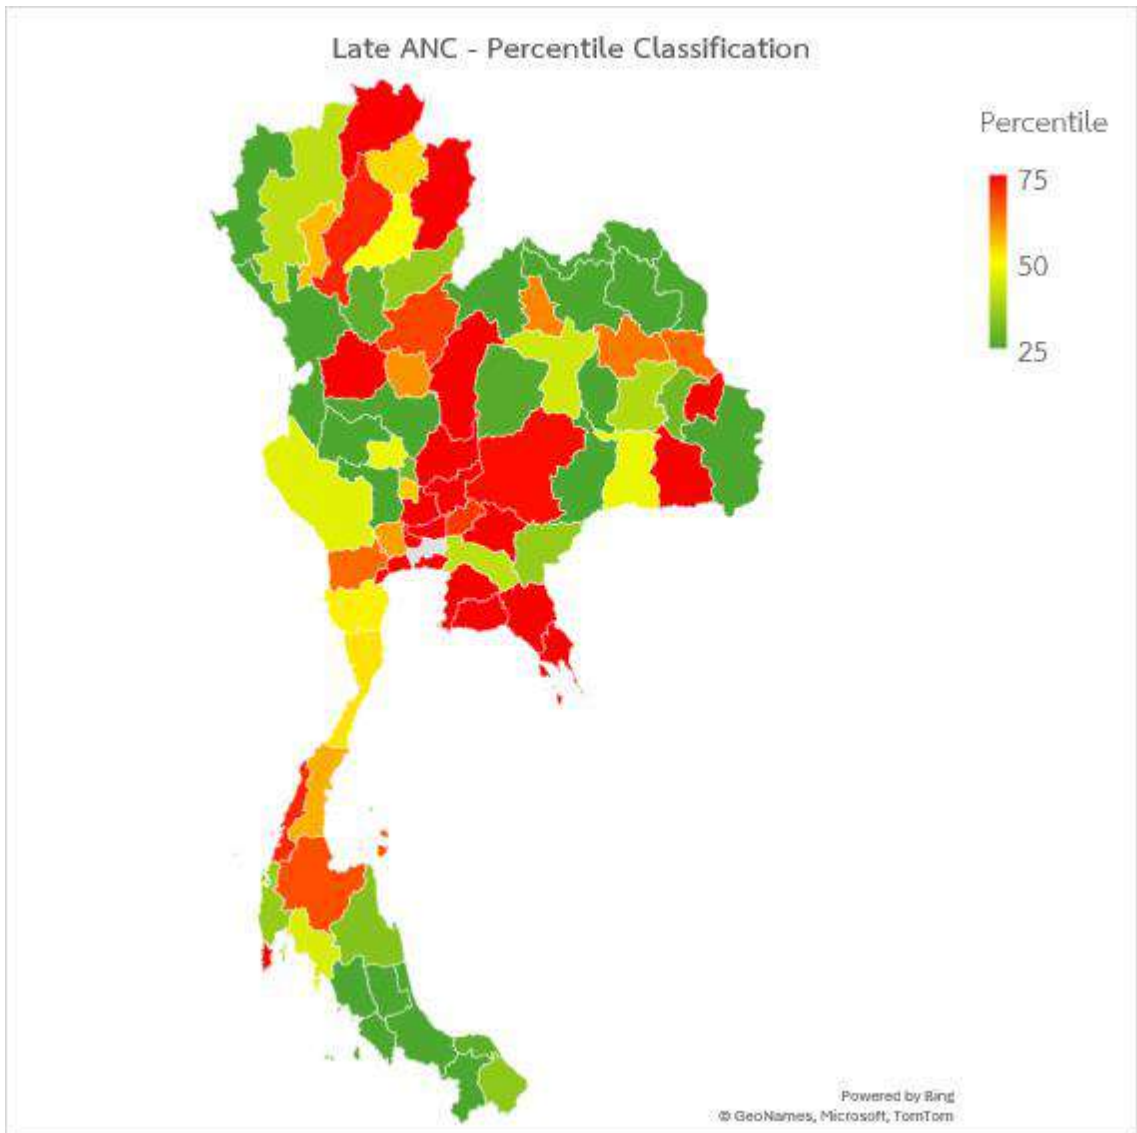 Late ANC - Percentile Classification
Percentile
75
50
25
Powered by Bing
© GeoNames, Microsoft, TomTom